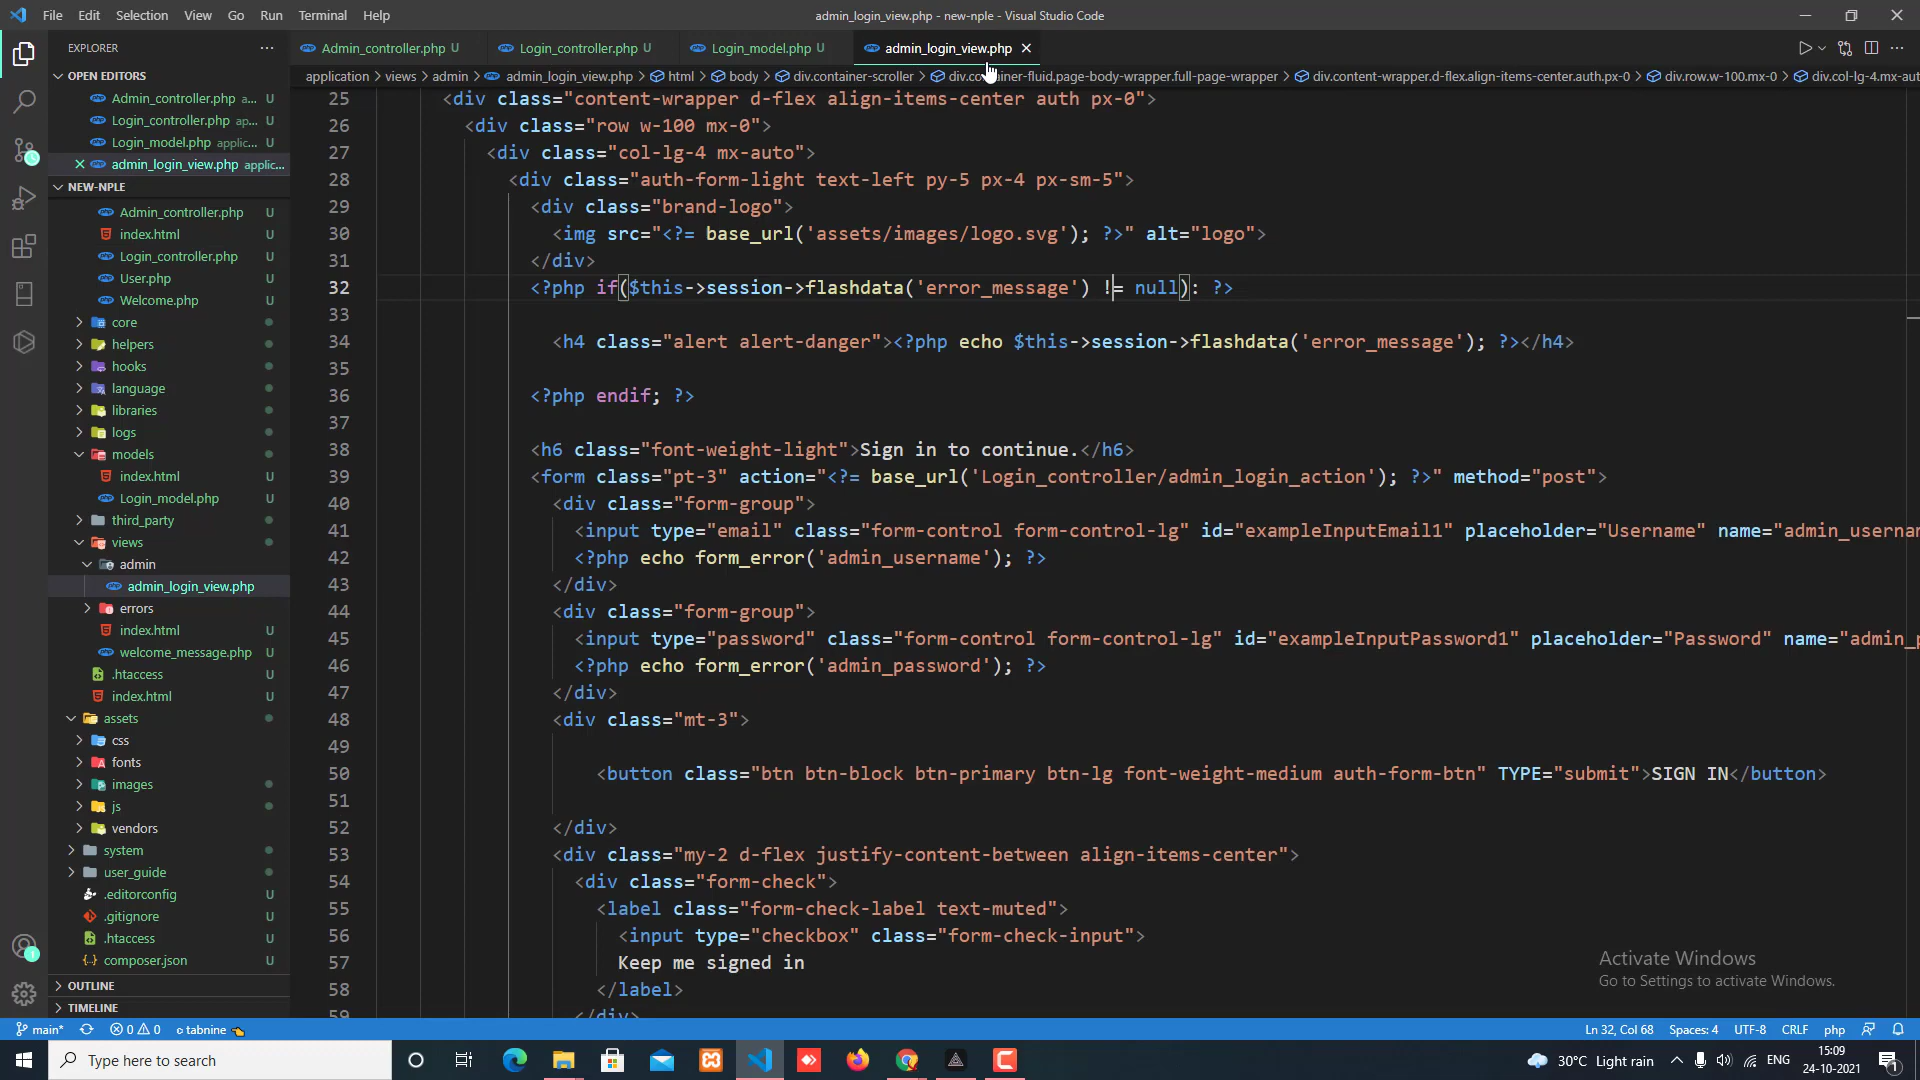 File Edit Selection View Go Run Terminal Help
admin_login_view.php - new-nple - Visual Studio Code
EXPLORER
Admin_controller.php U
Login_controller.php U
Login_model.php U
admin_login_view.php
OPEN EDITORS
application > views > admin > admin_login_view.php > html > body > div.container-scroller > div.container-fluid.page-body-wrapper.full-page-wrapper > div.content-wrapper.d-flex.align-items-center.auth.px-0 > div.row.w-100.mx-0 > div.col-lg-4.mx-aut
Admin_controller.php a...
Login_controller.php ap...
Login_model.php applic...
admin_login_view.php applic...
NEW-NPLE
Admin_controller.php U
index.html U
Login_controller.php U
User.php U
Welcome.php U
core
helpers
hooks
language
libraries
logs
models
index.html U
Login_model.php U
third_party
views
admin
admin_login_view.php
errors
index.html U
welcome_message.php U
.htaccess U
index.html U
assets
css
fonts
images
js
vendors
system
user_guide
.editorconfig U
.gitignore U
.htaccess U
composer.json U
OUTLINE
TIMELINE
25 <div class="content-wrapper d-flex align-items-center auth px-0">
26 <div class="row w-100 mx-0">
27 <div class="col-lg-4 mx-auto">
28 <div class="auth-form-light text-left py-5 px-4 px-sm-5">
29 <div class="brand-logo">
30 <img src="<?= base_url('assets/images/logo.svg'); ?>" alt="logo">
31 </div>
32 <?php if($this->session->flashdata('error_message') != null): ?>
33
34 <h4 class="alert alert-danger"><?php echo $this->session->flashdata('error_message'); ?></h4>
35
36 <?php endif; ?>
37
38 <h6 class="font-weight-light">Sign in to continue.</h6>
39 <form class="pt-3" action="<?= base_url('Login_controller/admin_login_action'); ?>" method="post">
40 <div class="form-group">
41 <input type="email" class="form-control form-control-lg" id="exampleInputEmail1" placeholder="Username" name="admin_userna
42 <?php echo form_error('admin_username'); ?>
43 </div>
44 <div class="form-group">
45 <input type="password" class="form-control form-control-lg" id="exampleInputPassword1" placeholder="Password" name="admin_p
46 <?php echo form_error('admin_password'); ?>
47 </div>
48 <div class="mt-3">
49
50 <button class="btn btn-block btn-primary btn-lg font-weight-medium auth-form-btn" TYPE="submit">SIGN IN</button>
51
52 </div>
53 <div class="my-2 d-flex justify-content-between align-items-center">
54 <div class="form-check">
55 <label class="form-check-label text-muted">
56 <input type="checkbox" class="form-check-input">
57 Keep me signed in
58 </label>
59 </div>
Activate Windows
Go to Settings to activate Windows.
main* 0 0 tabnine
Ln 32, Col 68 Spaces: 4 UTF-8 CRLF php
Type here to search
30°C Light rain ENG
15:09
24-10-2021
1